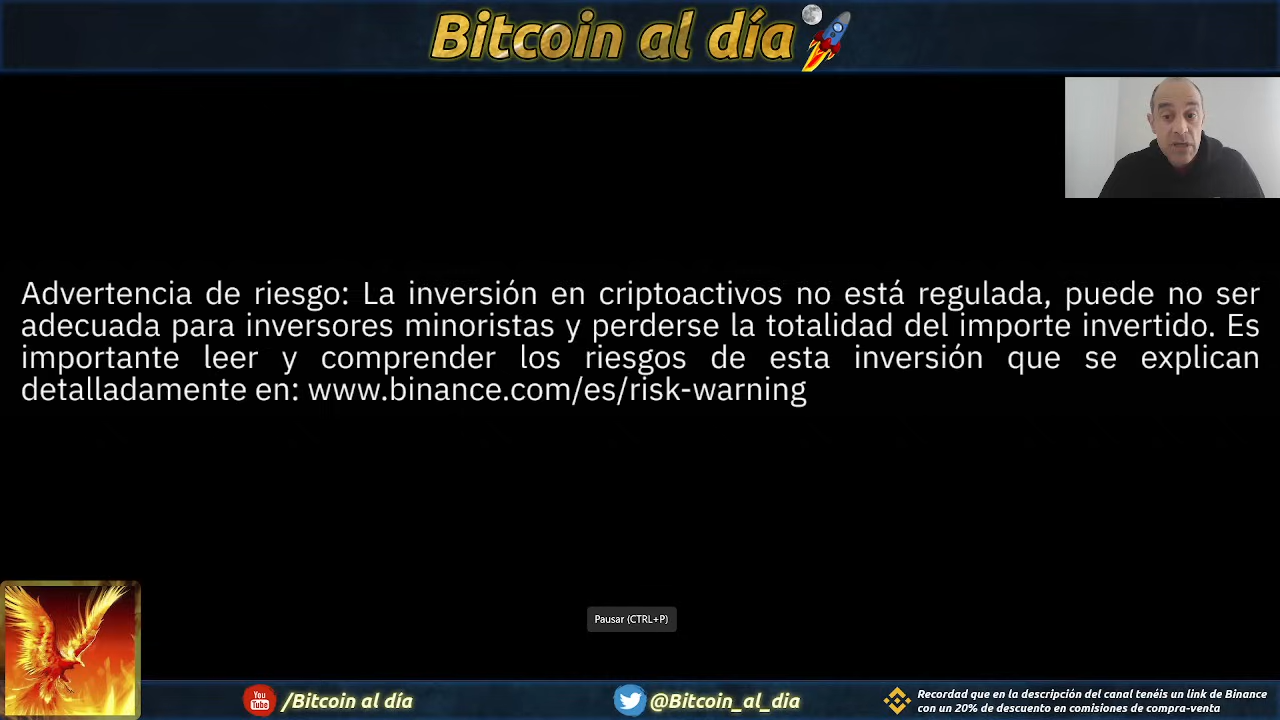 Bitcoin al día
Advertencia de riesgo: La inversión en criptoactivos no está regulada, puede no ser
adecuada para inversores minoristas y perderse la totalidad del importe invertido. Es
importante leer y comprender los riesgos de esta inversión que se explican
detalladamente en: www.binance.com/es/risk-warning
Pausar (CTRL+P)
You
Tube
/Bitcoin al día
@Bitcoin_al_dia
Recordad que en la descripción del canal tenéis un link de Binance
con un 20% de descuento en comisiones de compra-venta